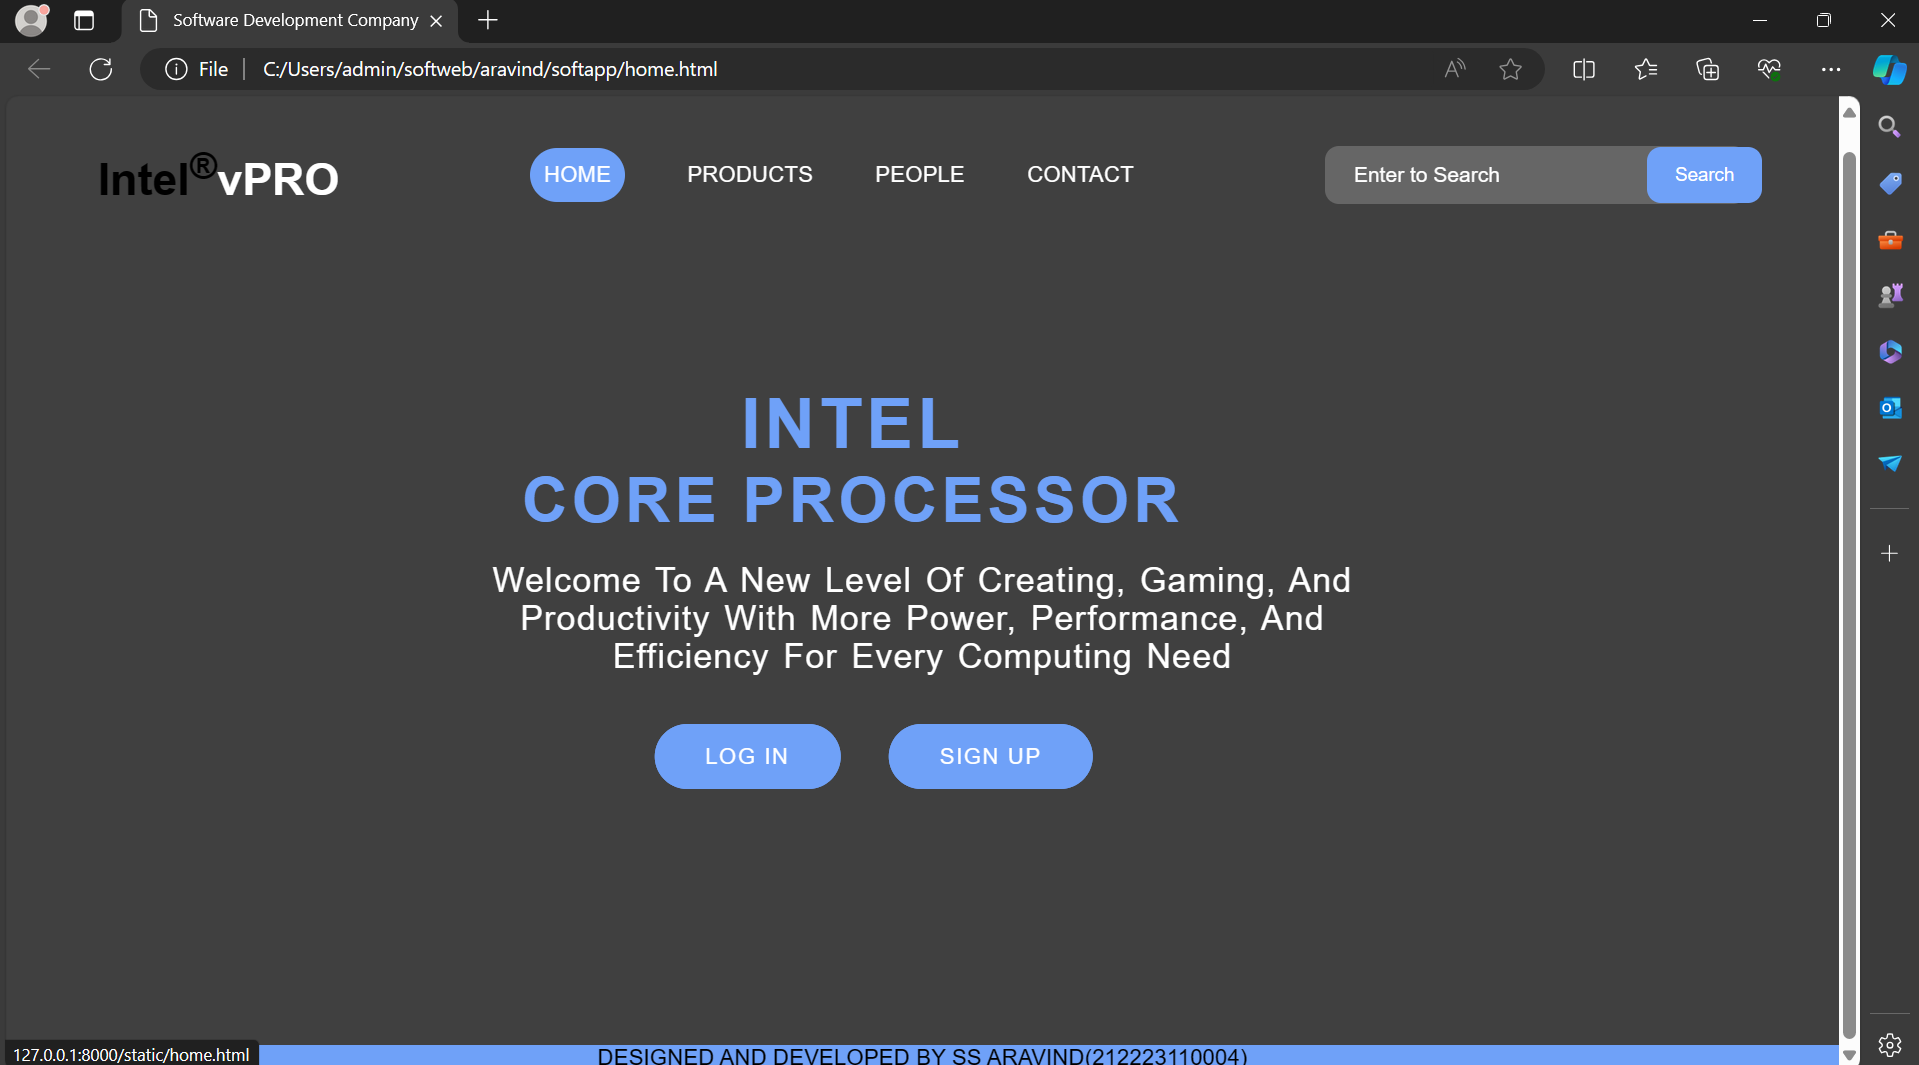 Software Development Company
File
C:/Users/admin/softweb/aravind/softapp/home.html
Intel®vPRO
HOME
PRODUCTS
PEOPLE
CONTACT
Enter to Search
Search
INTEL
CORE PROCESSOR
Welcome To A New Level Of Creating, Gaming, And
Productivity With More Power, Performance, And
Efficiency For Every Computing Need
LOG IN
SIGN UP
127.0.0.1:8000/static/home.html
DESIGNED AND DEVELOPED BY SS ARAVIND(212223110004)